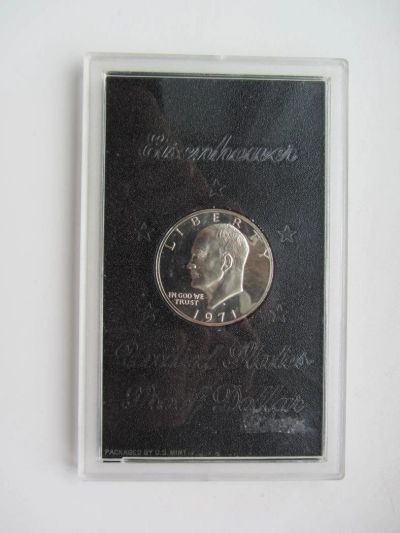 Eisenhower
LIBERTY
IN GOD WE
TRUST
1971
United States
Proof Dollar
PACKAGED BY U.S. MINT